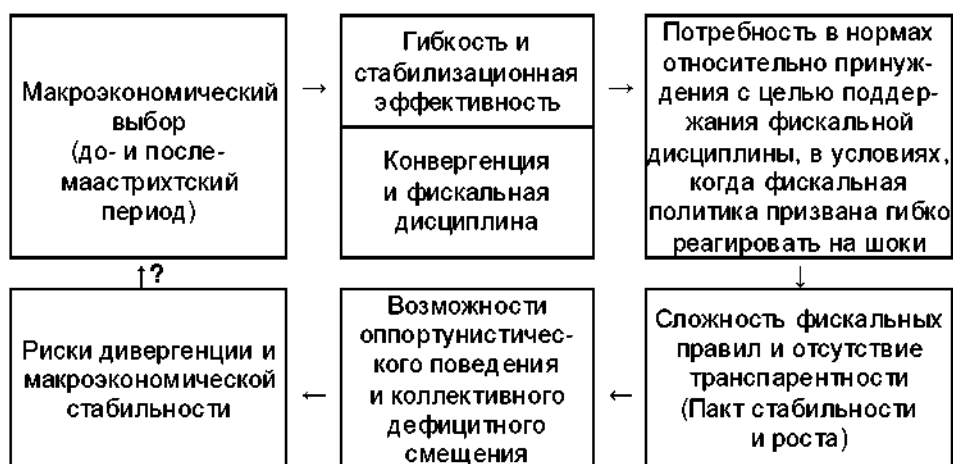 Макроэкономический
выбор
(до- и после-
маастрихтский
период)
→
Гибкость и
стабилизационная
эффективность
Конвергенция
и фискальная
дисциплина
→
Потребность в нормах
относительно принуж-
дения с целью поддер-
жания фискальной
дисциплины, в условиях,
когда фискальная
политика призвана гибко
реагировать на шоки
↓
Сложность фискальных
правил и отсутствие
транспарентности
(Пакт стабильности
и роста)
←
Возможности
оппортунистичес-
кого поведения
и коллективного
дефицитного
смещения
←
Риски дивергенции и
макроэкономической
стабильности
↑?